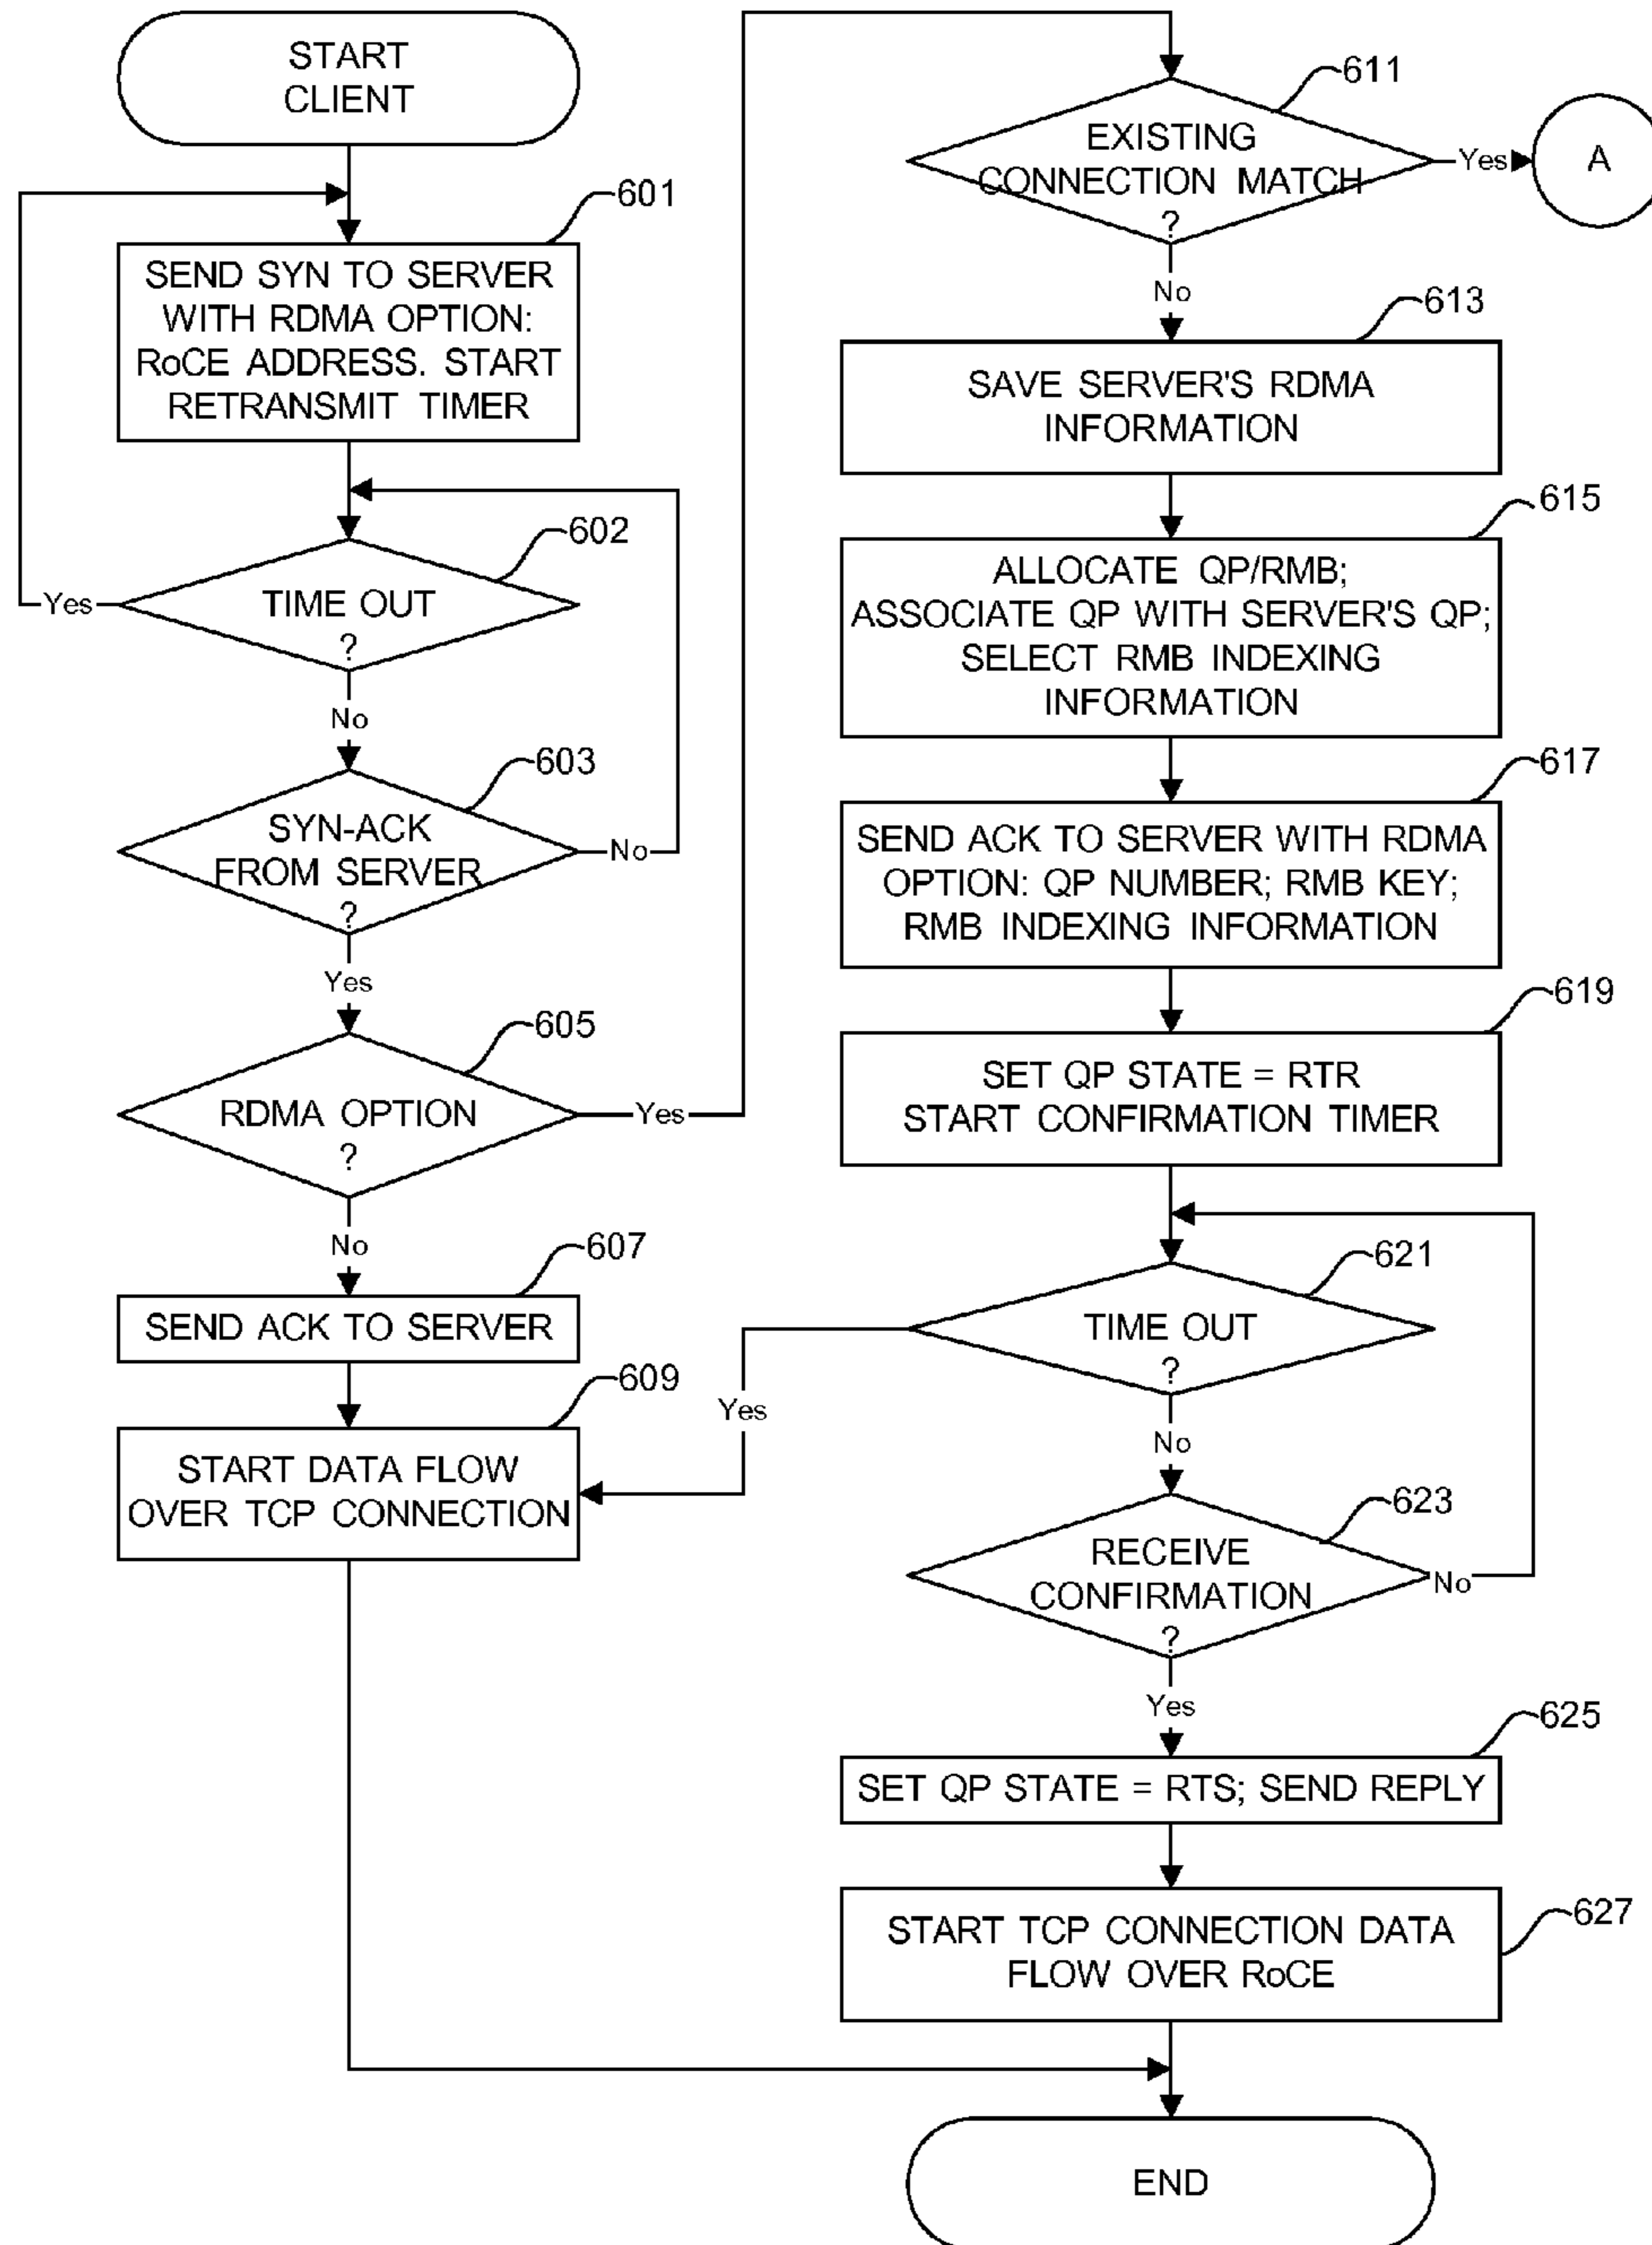 START
CLIENT
601
SEND SYN TO SERVER
WITH RDMA OPTION:
RoCE ADDRESS. START
RETRANSMIT TIMER
602
TIME OUT
?
Yes
No
603
SYN-ACK
FROM SERVER
?
No
Yes
605
RDMA OPTION
?
Yes
No
607
SEND ACK TO SERVER
609
START DATA FLOW
OVER TCP CONNECTION
611
EXISTING
CONNECTION MATCH
?
Yes
A
No
613
SAVE SERVER'S RDMA
INFORMATION
615
ALLOCATE QP/RMB;
ASSOCIATE QP WITH SERVER'S QP;
SELECT RMB INDEXING
INFORMATION
617
SEND ACK TO SERVER WITH RDMA
OPTION: QP NUMBER; RMB KEY;
RMB INDEXING INFORMATION
619
SET QP STATE = RTR
START CONFIRMATION TIMER
621
TIME OUT
?
Yes
No
623
RECEIVE
CONFIRMATION
?
No
Yes
625
SET QP STATE = RTS; SEND REPLY
627
START TCP CONNECTION DATA
FLOW OVER RoCE
END